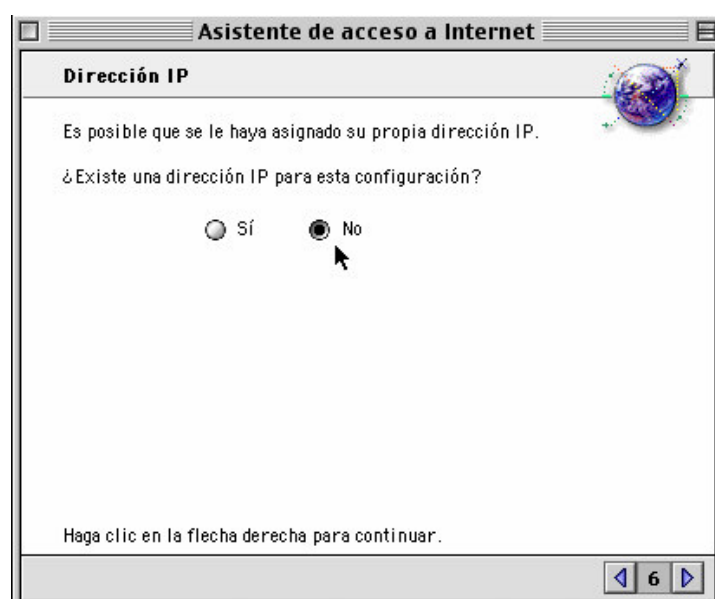 Asistente de acceso a Internet
Dirección IP
Es posible que se le haya asignado su propia dirección IP.
¿Existe una dirección IP para esta configuración?
Sí No
Haga clic en la flecha derecha para continuar.
6